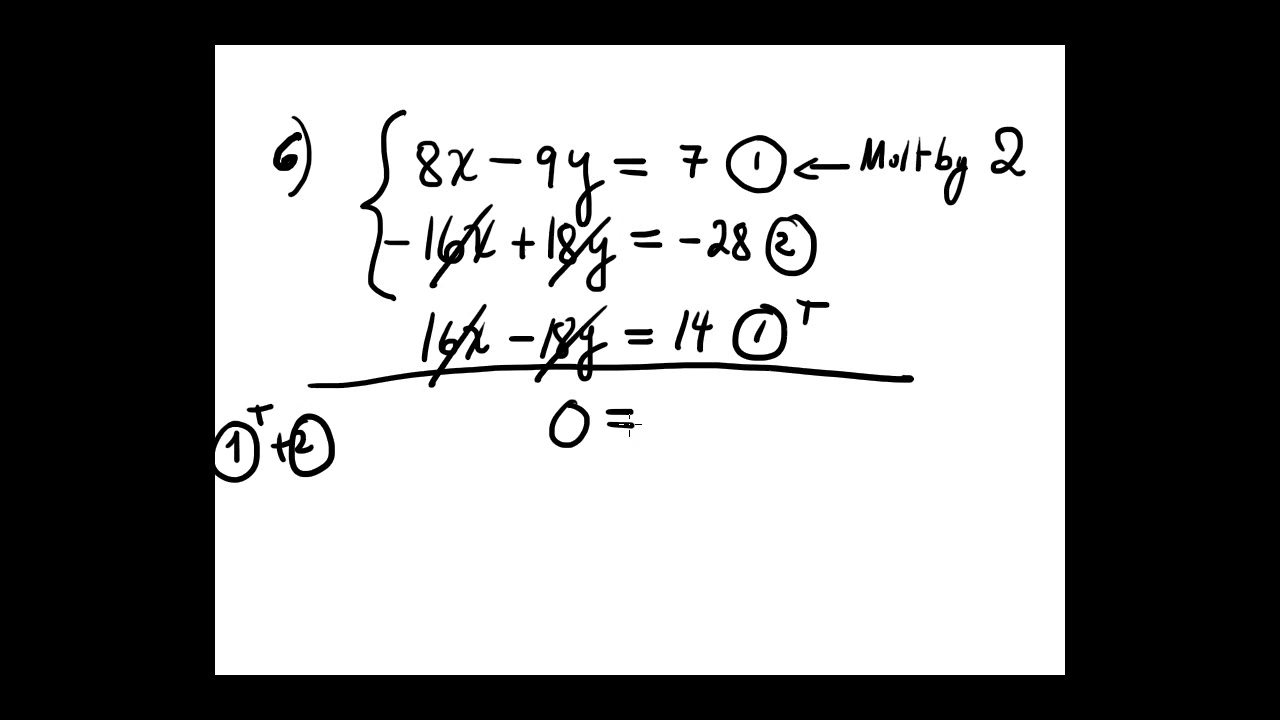 6) 8x - 9y = 7 ① ← Mult by 2
-16x + 18y = -28 ②
16x - 18y = 14 ①ᵀ
①ᵀ + ② 0 =